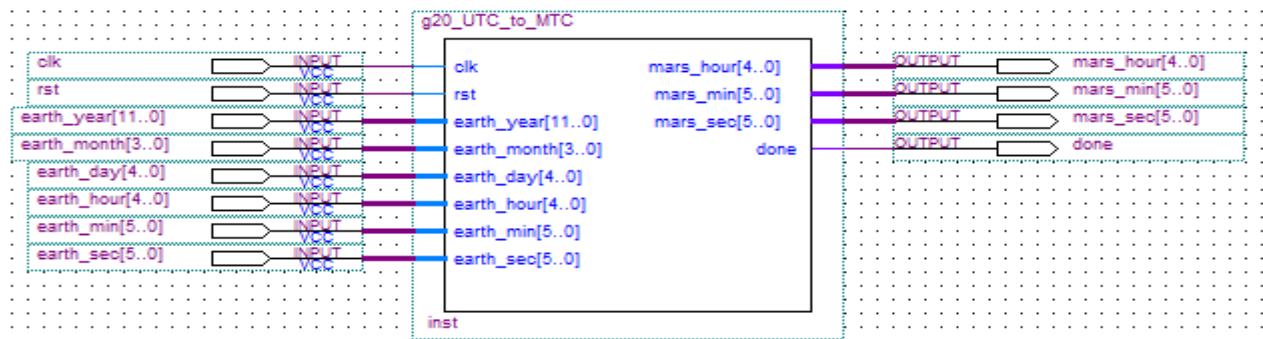 g20_UTC_to_MTC
clk INPUT VCC clk mars_hour[4..0] OUTPUT mars_hour[4..0]
rst INPUT VCC rst mars_min[5..0] OUTPUT mars_min[5..0]
earth_year[11..0] INPUT VCC earth_year[11..0] mars_sec[5..0] OUTPUT mars_sec[5..0]
earth_month[3..0] INPUT VCC earth_month[3..0] done OUTPUT done
earth_day[4..0] INPUT VCC earth_day[4..0]
earth_hour[4..0] INPUT VCC earth_hour[4..0]
earth_min[5..0] INPUT VCC earth_min[5..0]
earth_sec[5..0] INPUT VCC earth_sec[5..0]
inst